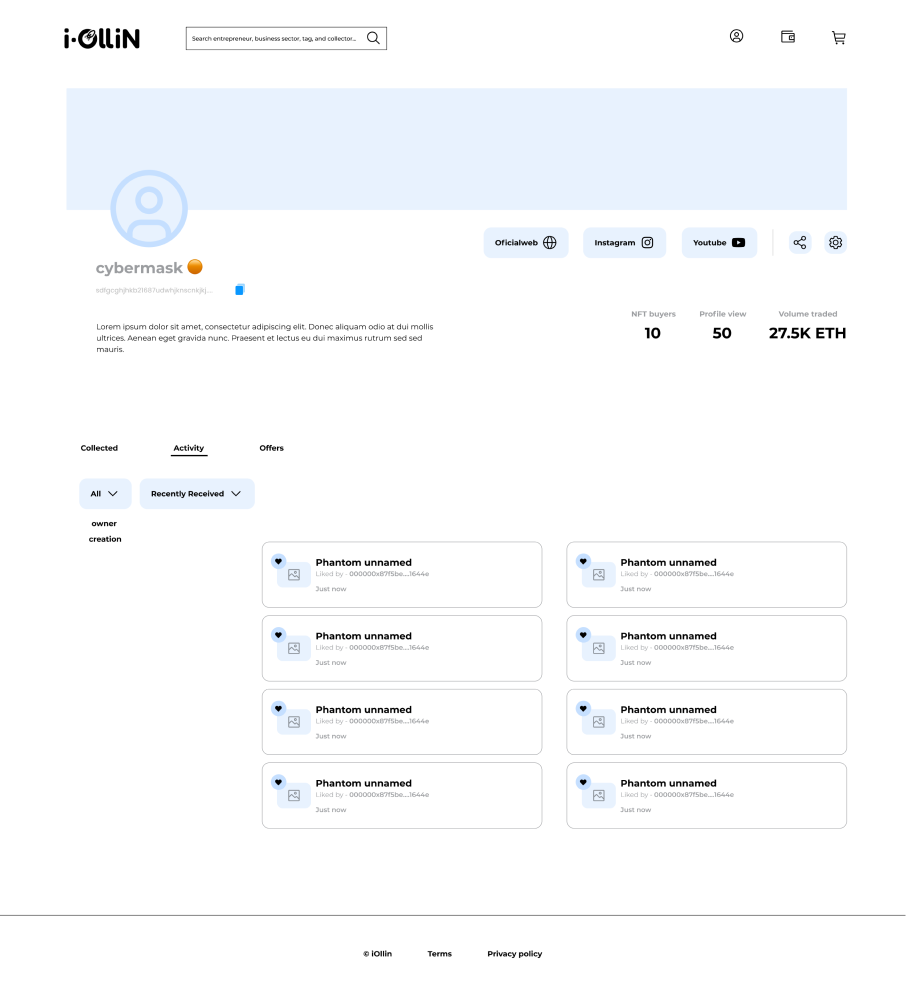 i·OLLiN
Search entrepreneur, business sector, tag, and collector...
Oficialweb
Instagram
Youtube
cybermask
NFT buyers
Profile view
Volume traded
10
50
27.5K ETH
Lorem ipsum dolor sit amet, consectetur adipiscing elit. Donec aliquam odio at dui mollis
ultrices. Aenean eget gravida nunc. Praesent et lectus eu dui maximus rutrum sed sed
mauris.
Collected
Activity
Offers
All
Recently Received
owner
creation
Phantom unnamed
Liked by - 000000x87f5be....1644e
Just now
Phantom unnamed
Liked by - 000000x87f5be....1644e
Just now
Phantom unnamed
Liked by - 000000x87f5be....1644e
Just now
Phantom unnamed
Liked by - 000000x87f5be....1644e
Just now
Phantom unnamed
Liked by - 000000x87f5be....1644e
Just now
Phantom unnamed
Liked by - 000000x87f5be....1644e
Just now
Phantom unnamed
Liked by - 000000x87f5be....1644e
Just now
Phantom unnamed
Liked by - 000000x87f5be....1644e
Just now
© iOllin
Terms
Privacy policy